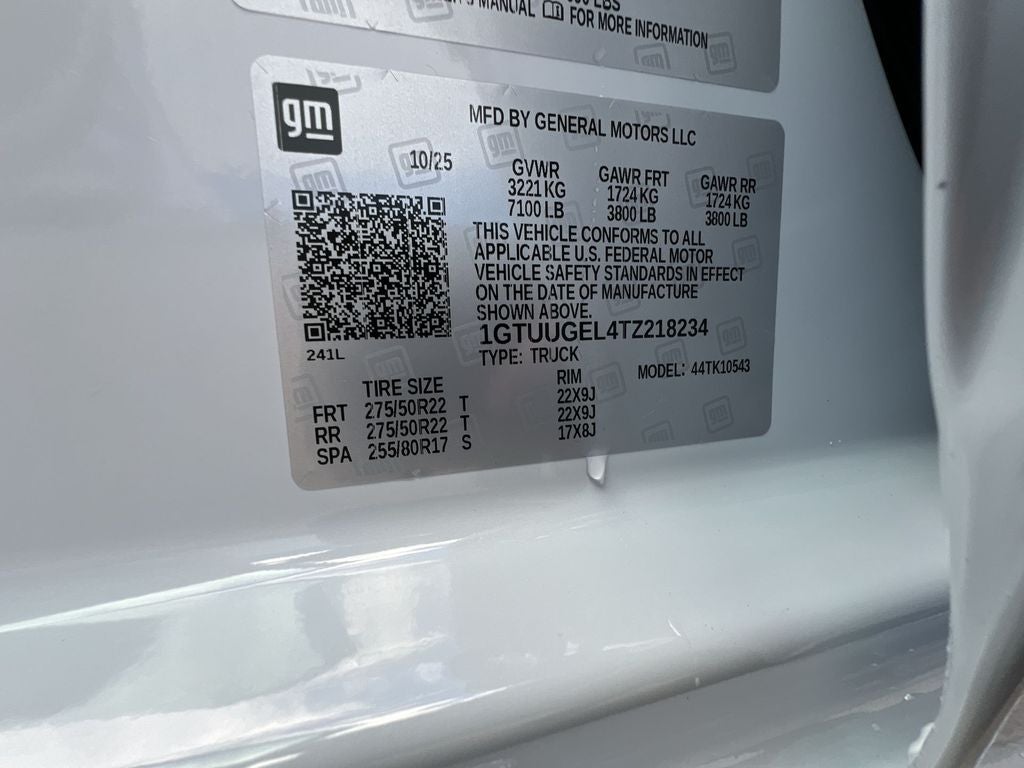 MANUAL FOR MORE INFORMATION
gm
MFD BY GENERAL MOTORS LLC
10/25
GVWR GAWR FRT GAWR RR
3221 KG 1724 KG 1724 KG
7100 LB 3800 LB 3800 LB
THIS VEHICLE CONFORMS TO ALL
APPLICABLE U.S. FEDERAL MOTOR
VEHICLE SAFETY STANDARDS IN EFFECT
ON THE DATE OF MANUFACTURE
SHOWN ABOVE.
1GTUUGEL4TZ218234
241L
TYPE: TRUCK MODEL: 44TK10543
TIRE SIZE RIM
FRT 275/50R22 T 22X9J
RR 275/50R22 T 22X9J
SPA 255/80R17 S 17X8J